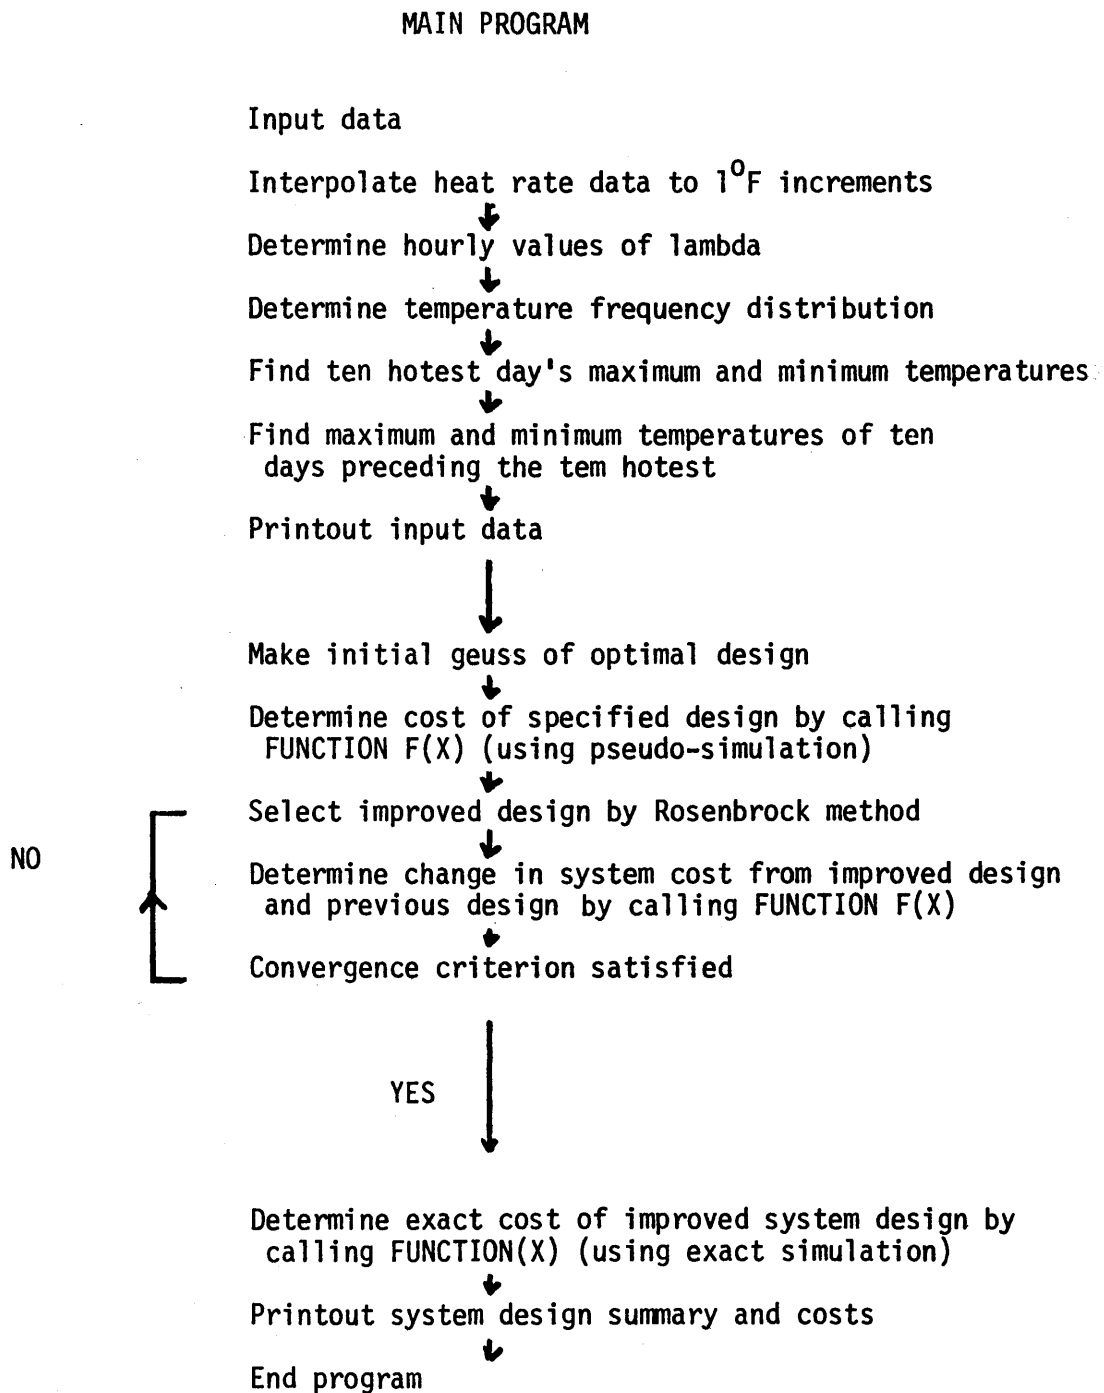 MAIN PROGRAM
Input data
Interpolate heat rate data to 1⁰F increments
Determine hourly values of lambda
Determine temperature frequency distribution
Find ten hotest day's maximum and minimum temperatures
Find maximum and minimum temperatures of ten
days preceding the tem hotest
Printout input data
Make initial geuss of optimal design
Determine cost of specified design by calling
FUNCTION F(X) (using pseudo-simulation)
Select improved design by Rosenbrock method
NO
Determine change in system cost from improved design
and previous design by calling FUNCTION F(X)
Convergence criterion satisfied
YES
Determine exact cost of improved system design by
calling FUNCTION(X) (using exact simulation)
Printout system design summary and costs
End program